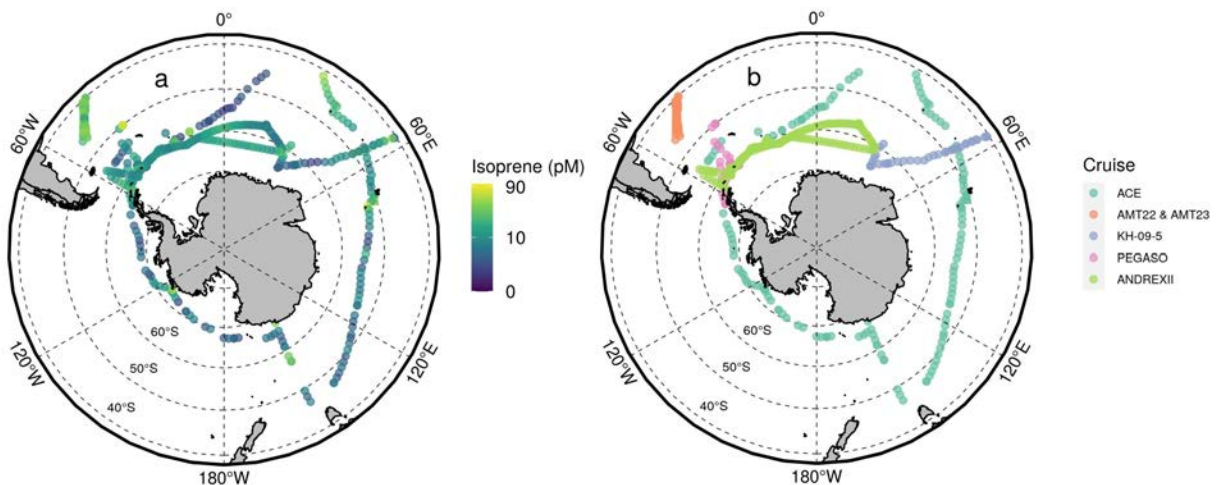 0°
a
60°W
60°E
120°W
120°E
180°W
60°S
50°S
40°S
Isoprene (pM)
90
10
0
0°
b
60°W
60°E
120°W
120°E
180°W
60°S
50°S
40°S
Cruise
ACE
AMT22 & AMT23
KH-09-5
PEGASO
ANDREXII